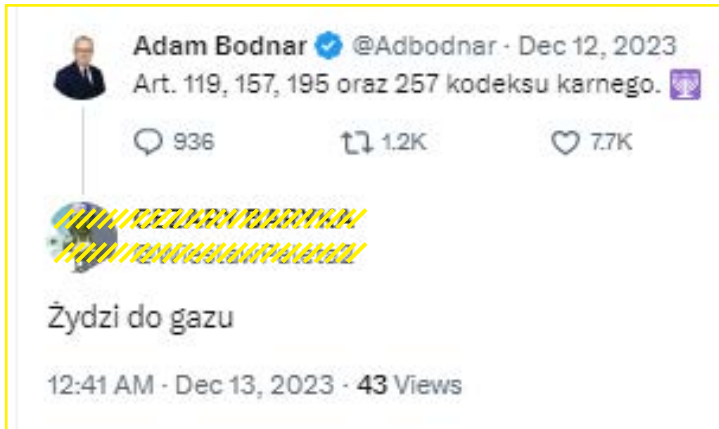 Adam Bodnar @Adbodnar · Dec 12, 2023
Art. 119, 157, 195 oraz 257 kodeksu karnego. 🕎
936 1.2K 7.7K
Żydzi do gazu
12:41 AM · Dec 13, 2023 · 43 Views